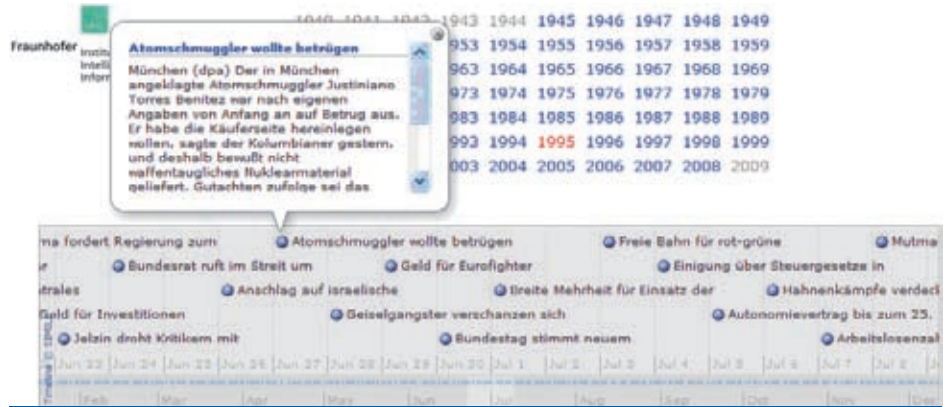 1943 1944 1945 1946 1947 1948 1949
Fraunhofer
Atomschmuggler wollte betrügen
München (dpa) Der in München
angeklagte Atomschmuggler Justiniano
Torres Benitez war nach eigenen
Angaben von Anfang an auf Betrug aus.
Er habe die Käuferseite hereinlegen
wollen, sagte der Kolumbianer gestern,
und deshalb bewußt nicht
waffentaugliches Nuklearmaterial
geliefert. Gutachten zufolge sei das
953 1954 1955 1956 1957 1958 1959
963 1964 1965 1966 1967 1968 1969
973 1974 1975 1976 1977 1978 1979
983 1984 1985 1986 1987 1988 1989
993 1994 1995 1996 1997 1998 1999
003 2004 2005 2006 2007 2008 2009
ma fordert Regierung zum Atomschmuggler wollte betrügen Freie Bahn für rot-grüne Mutma
Bundesrat ruft im Streit um Geld für Eurofighter Einigung über Steuergesetze in
trales Anschlag auf israelische Breite Mehrheit für Einsatz der Hahnenkämpfe verdecl
Geld für Investitionen Geiselgangster verschanzen sich Autonomievertrag bis zum 25.
Jelzin droht Kritikern mit Bundestag stimmt neuem Arbeitslosenzahl
Jun 23 Jun 24 Jun 25 Jun 26 Jun 27 Jun 28 Jun 29 Jun 30 Jul 1 Jul 2 Jul 3 Jul 4 Jul 5 Jul 6 Jul 7 Jul 8
Feb Mar Apr May Jun Jul Aug Sep Oct Nov Dec